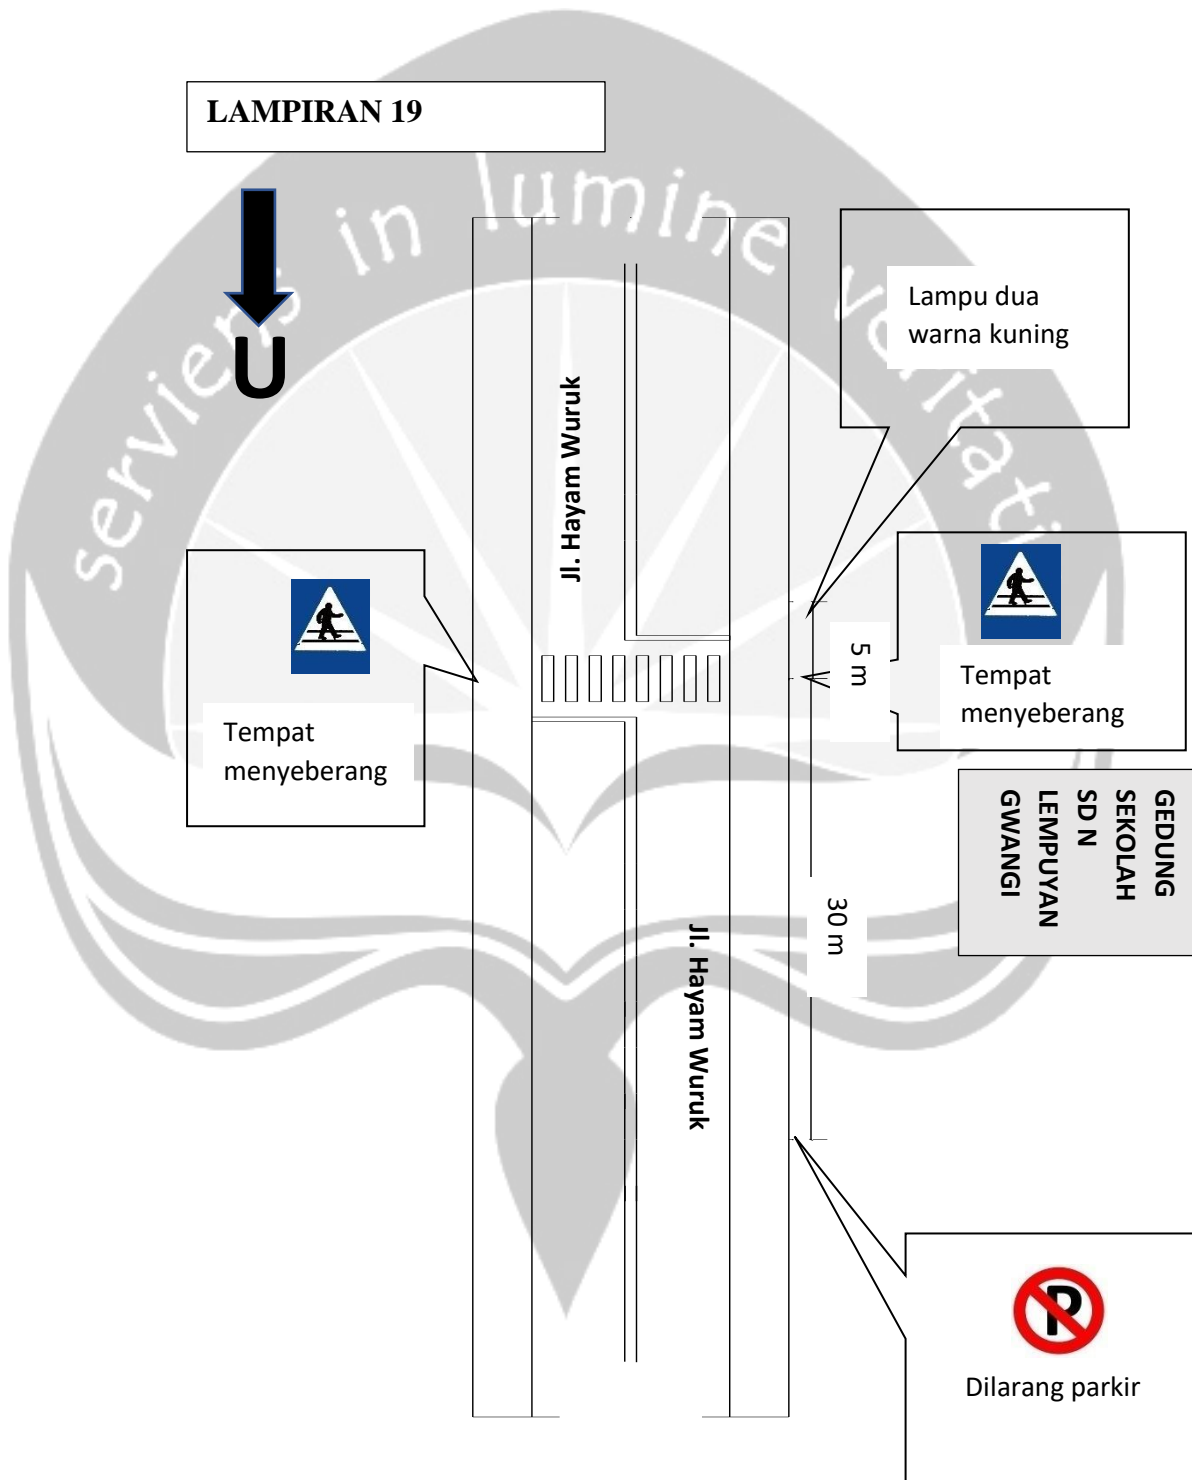 LAMPIRAN 19
serviens in lumine veritatis
U
Lampu dua
warna kuning
Jl. Hayam Wuruk
Tempat
menyeberang
5 m
Tempat
menyeberang
GEDUNG
SEKOLAH
SD N
LEMPUYAN
GWANGI
30 m
Jl. Hayam Wuruk
P
Dilarang parkir